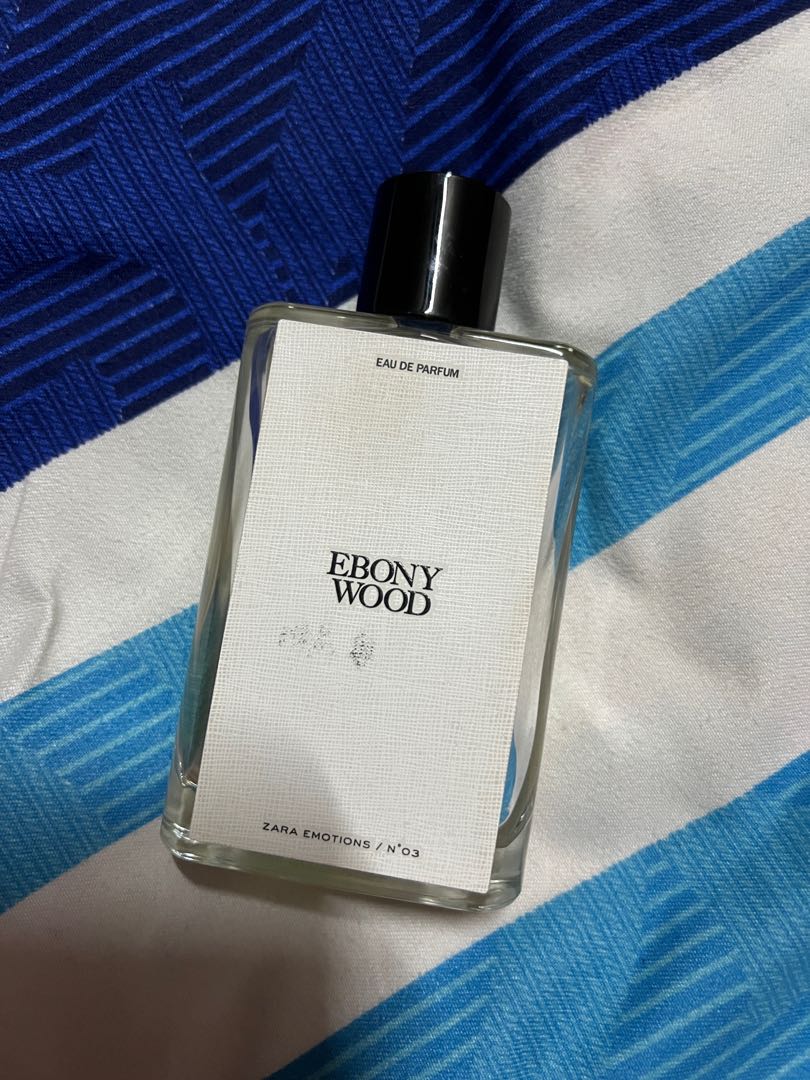 EAU DE PARFUM
EBONY
WOOD
ZARA EMOTIONS / N°03